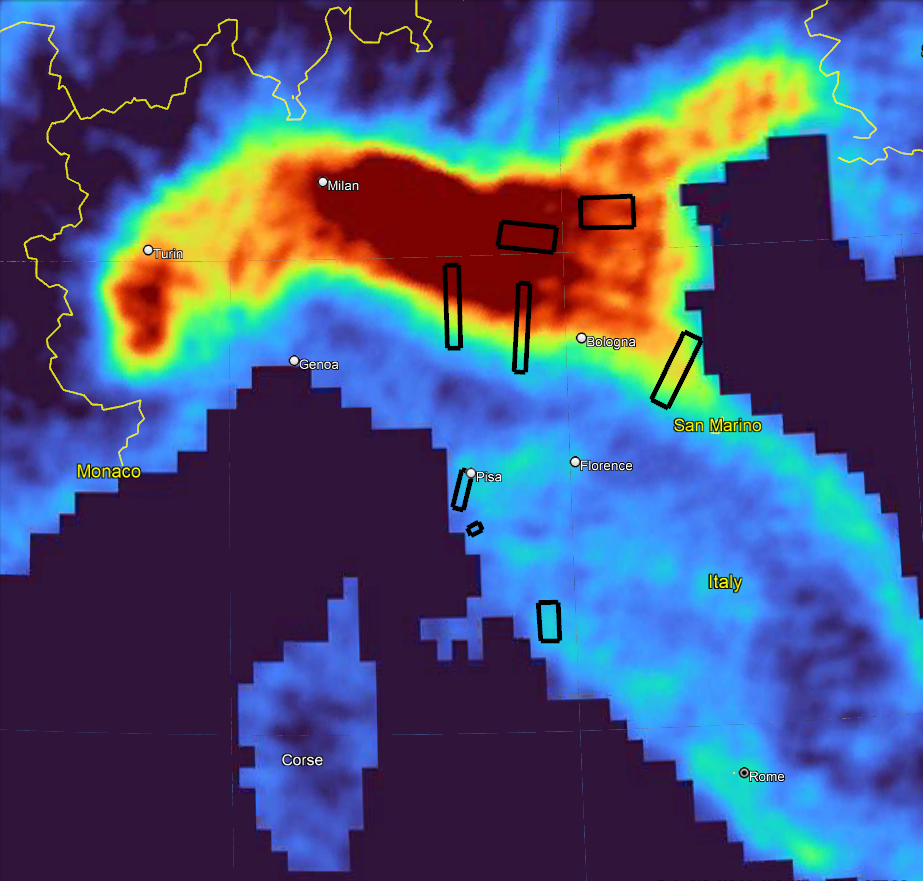 Milan
Turin
Bologna
Genoa
San Marino
Florence
Monaco
Pisa
Italy
Corse
Rome